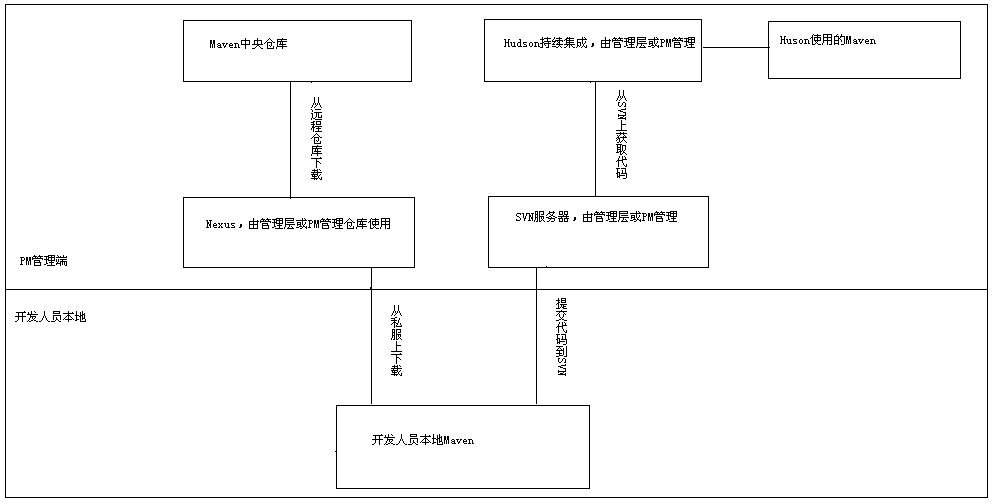 Maven中央仓库
Hudson持续集成，由管理层或PM管理
Huson使用的Maven
从远程仓库下载
从SVN上获取代码
Nexus，由管理层或PM管理仓库使用
SVN服务器，由管理层或PM管理
PM管理端
开发人员本地
从私服上下载
提交代码到SVN
开发人员本地Maven